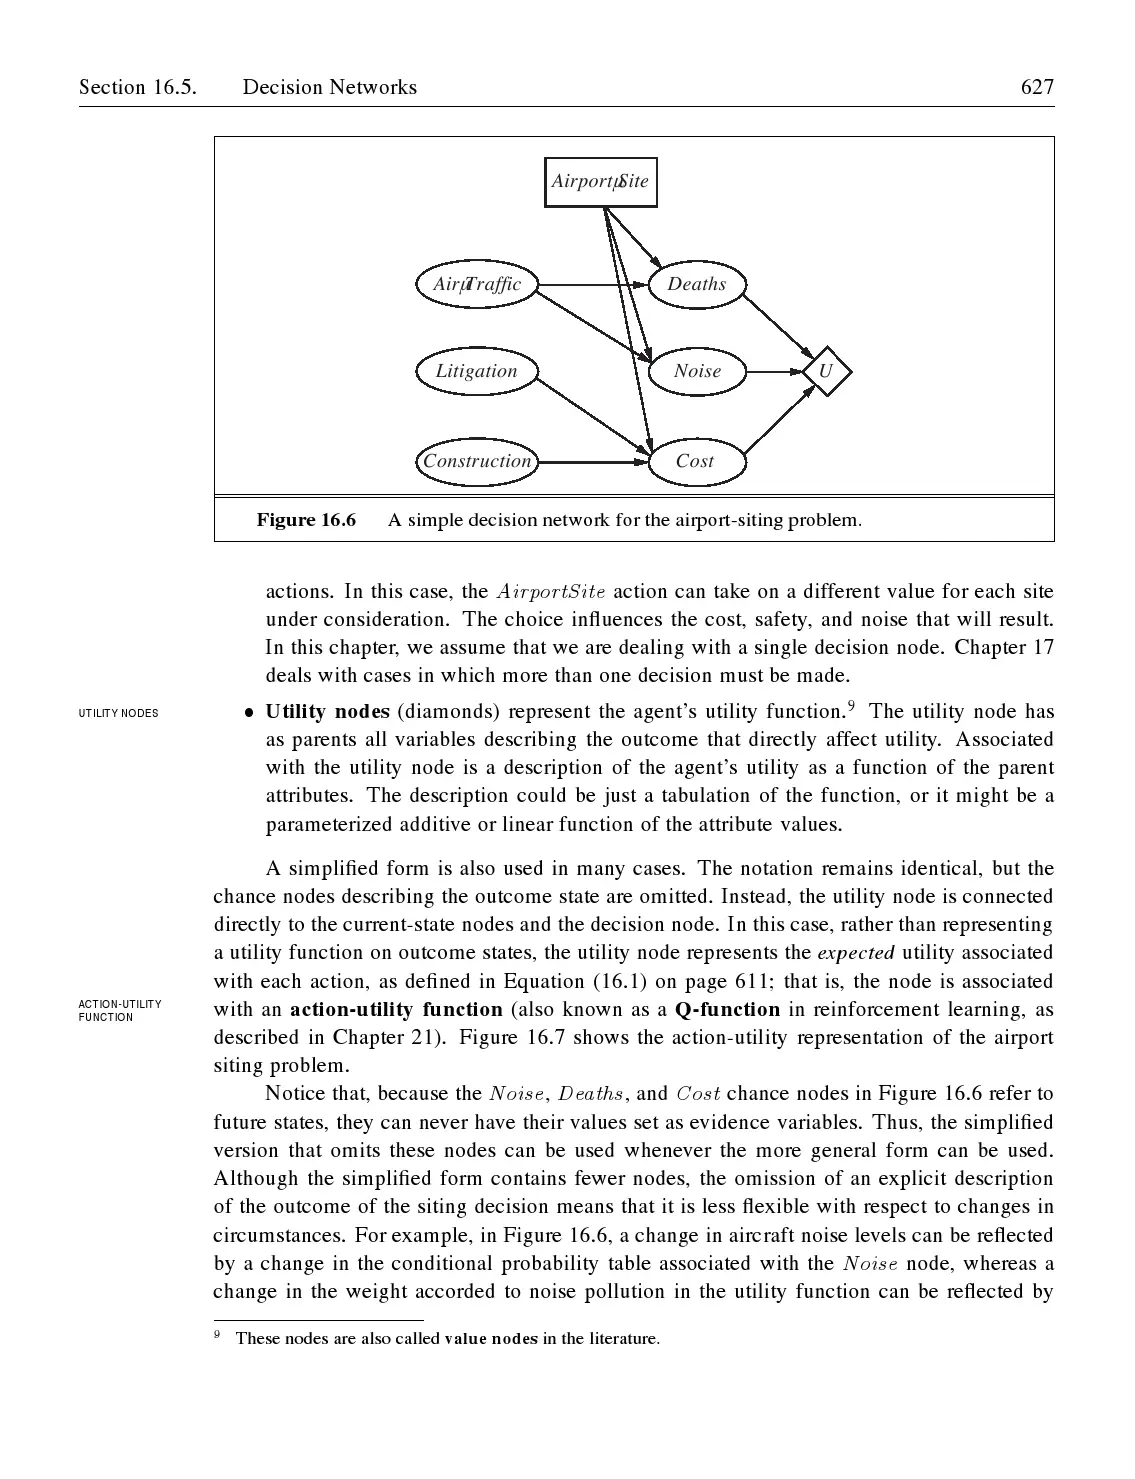 Section 16.5. Decision Networks 627
AirportµSite
AirµTraffic
Deaths
Litigation
Noise
U
Construction
Cost
Figure 16.6 A simple decision network for the airport-siting problem.
actions. In this case, the AirportSite action can take on a different value for each site
under consideration. The choice influences the cost, safety, and noise that will result.
In this chapter, we assume that we are dealing with a single decision node. Chapter 17
deals with cases in which more than one decision must be made.
UTILITY NODES
• Utility nodes (diamonds) represent the agent's utility function.9 The utility node has
as parents all variables describing the outcome that directly affect utility. Associated
with the utility node is a description of the agent's utility as a function of the parent
attributes. The description could be just a tabulation of the function, or it might be a
parameterized additive or linear function of the attribute values.
A simplified form is also used in many cases. The notation remains identical, but the
chance nodes describing the outcome state are omitted. Instead, the utility node is connected
directly to the current-state nodes and the decision node. In this case, rather than representing
a utility function on outcome states, the utility node represents the expected utility associated
with each action, as defined in Equation (16.1) on page 611; that is, the node is associated
ACTION-UTILITY
FUNCTION
with an action-utility function (also known as a Q-function in reinforcement learning, as
described in Chapter 21). Figure 16.7 shows the action-utility representation of the airport
siting problem.
Notice that, because the Noise, Deaths, and Cost chance nodes in Figure 16.6 refer to
future states, they can never have their values set as evidence variables. Thus, the simplified
version that omits these nodes can be used whenever the more general form can be used.
Although the simplified form contains fewer nodes, the omission of an explicit description
of the outcome of the siting decision means that it is less flexible with respect to changes in
circumstances. For example, in Figure 16.6, a change in aircraft noise levels can be reflected
by a change in the conditional probability table associated with the Noise node, whereas a
change in the weight accorded to noise pollution in the utility function can be reflected by
9 These nodes are also called value nodes in the literature.